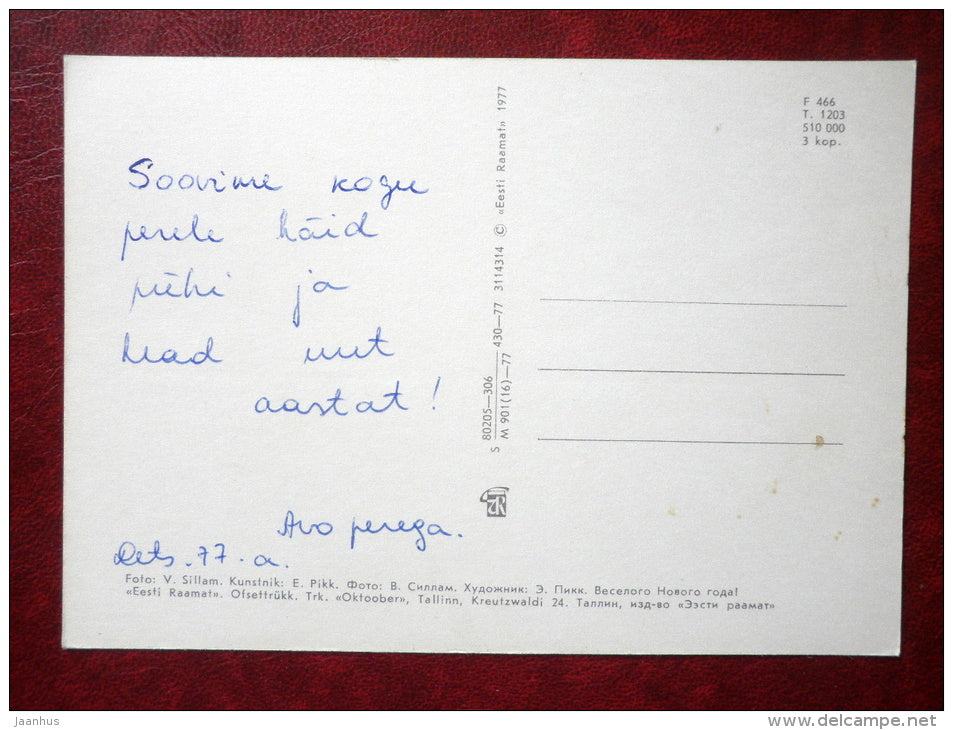 Soovime kogu
perele häid
pühi ja
head uut
aastat!
Avo perega.
Dets. 77. a.
Foto: V. Sillam. Kunstnik: E. Pikk. Фото: В. Силлам. Художник: Э. Пикк. Веселого Нового года!
«Eesti Raamat». Ofsettrükk. Trk. «Oktoober», Tallinn, Kreutzwaldi 24. Таллин, изд-во «Ээсти раамат»
S 80205—306 430—77 3114314 © «Eesti Raamat» 1977
M 901(16)—77
F 466
T. 1203
510 000
3 kop.
jaanhus
www.delcampe.net